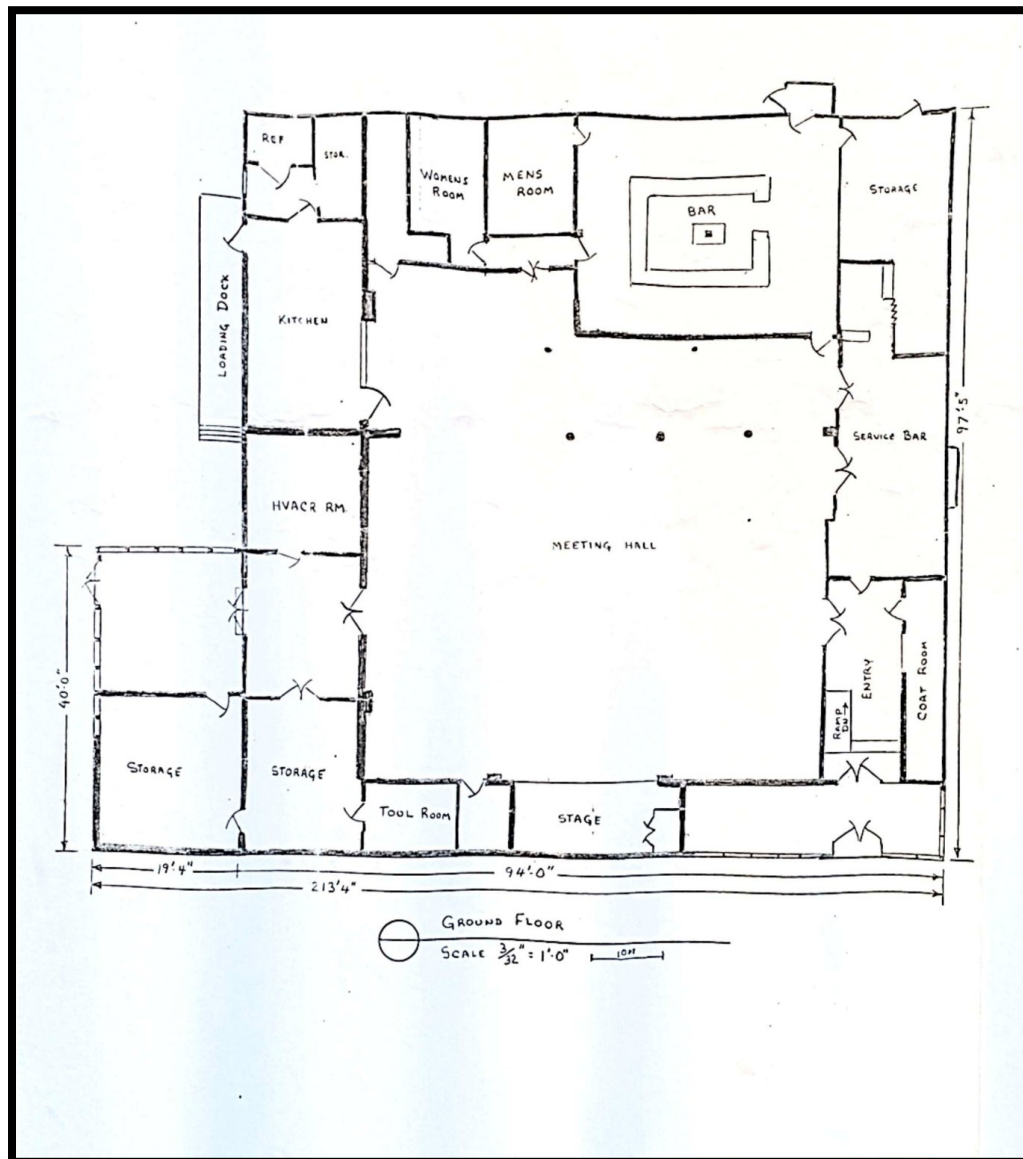 REF
STOR.
WOMENS
ROOM
MENS
ROOM
BAR
STORAGE
LOADING DOCK
KITCHEN
SERVICE BAR
97'5"
HVACR RM.
MEETING HALL
40'0"
ENTRY
COAT ROOM
RAMP
DN
STORAGE
STORAGE
TOOL ROOM
STAGE
19'4"
94'0"
213'4"
GROUND FLOOR
SCALE 3/32" = 1'0" 10FT